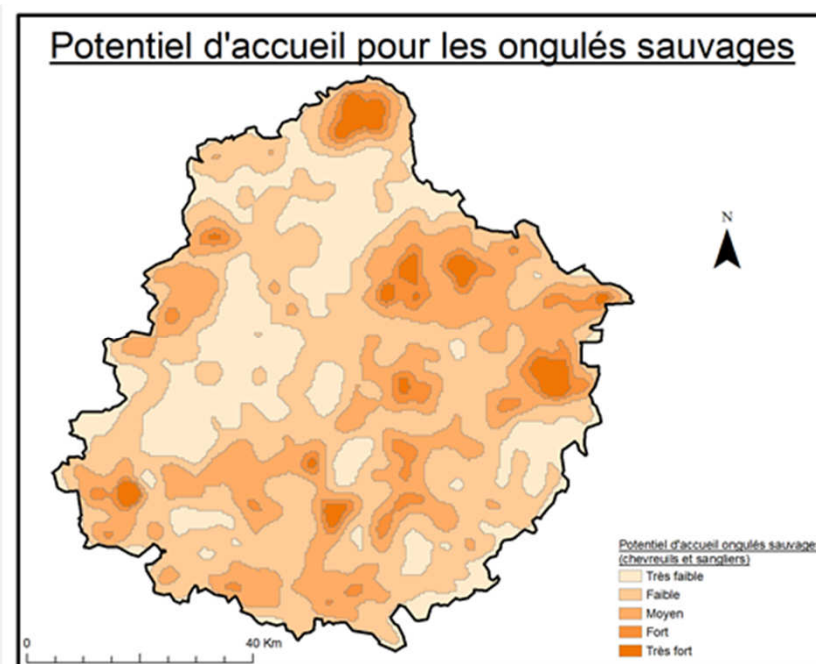 Potentiel d'accueil pour les ongulés sauvages
N
Potentiel d'accueil ongulés sauvages
(chevreuils et sangliers)
Très faible
Faible
Moyen
Fort
Très fort
0 40 Km